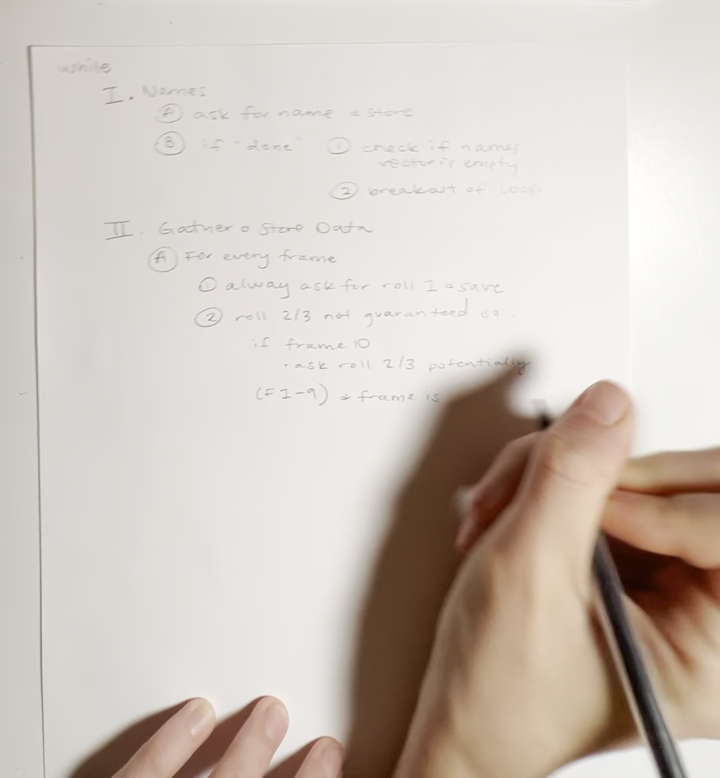 while
I. Names
Ⓐ ask for name & store
Ⓑ if "done" ① check if names
vector is empty
② breakout of loop
II. Gather & Store Data
Ⓐ For every frame
① alway ask for roll 1 & save
② roll 2/3 not guaranteed so...
if frame 10
· ask roll 2/3 potentially
(F1-9) & frame is